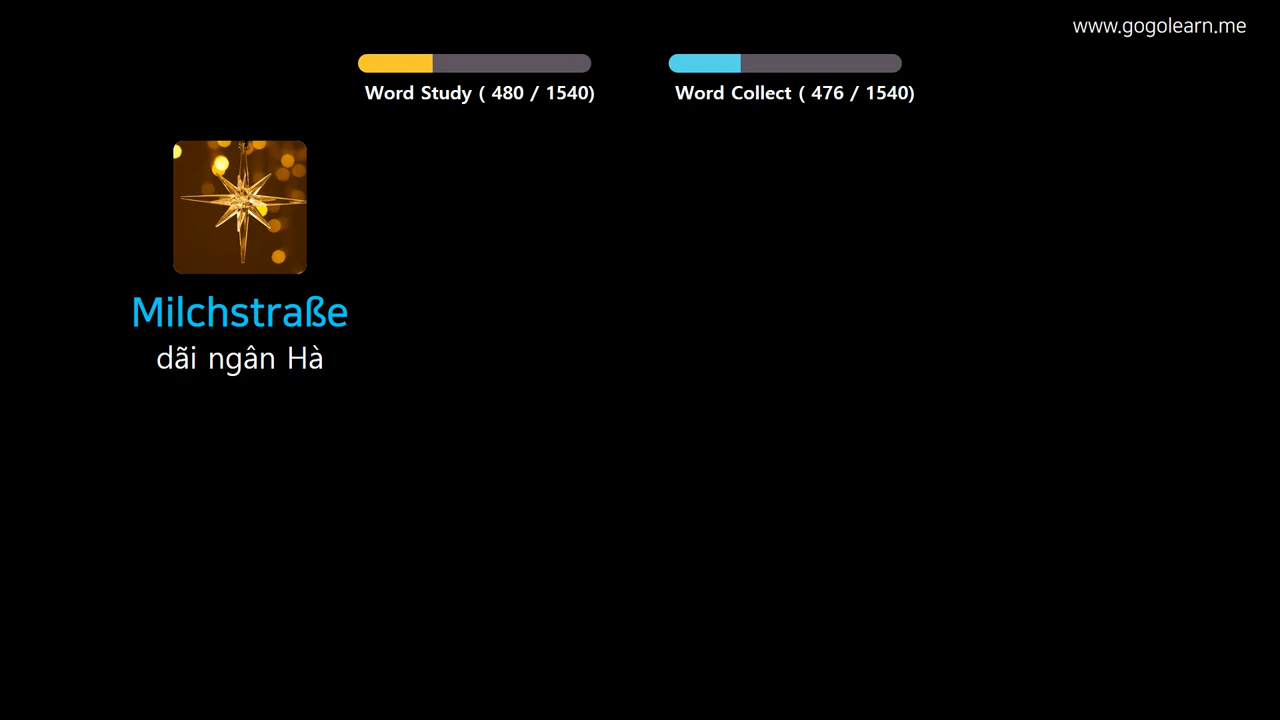 www.gogolearn.me
Word Study ( 480 / 1540)
Word Collect ( 476 / 1540)
Milchstraße
dãi ngân Hà